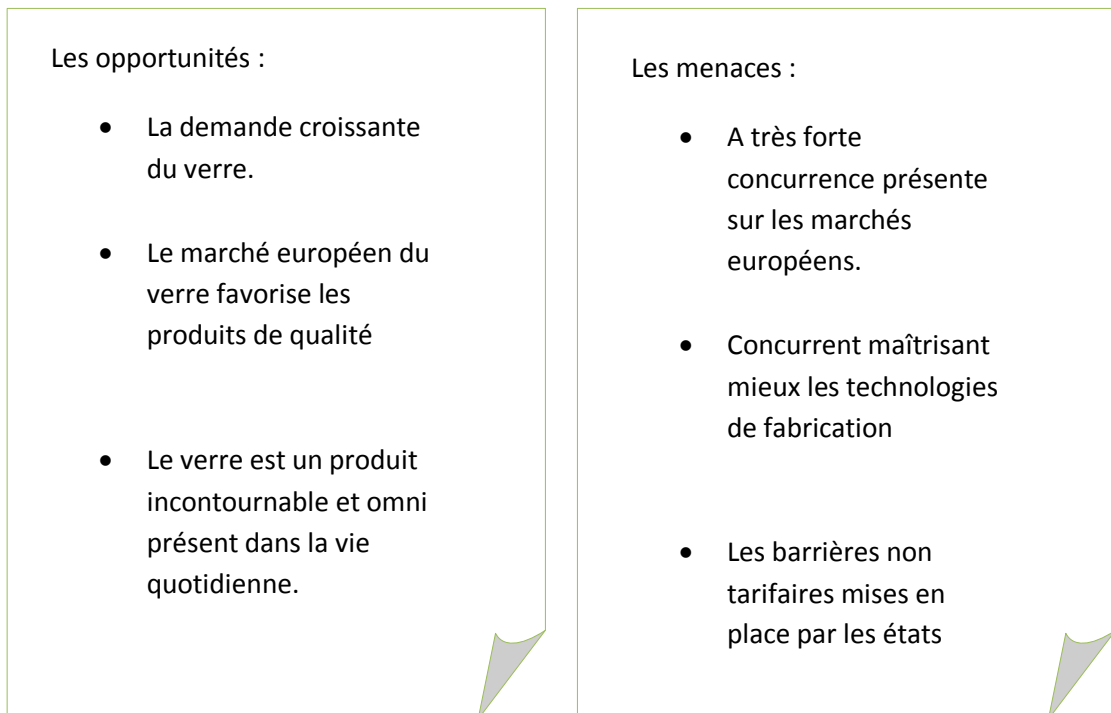 Les opportunités :
• La demande croissante
du verre.
• Le marché européen du
verre favorise les
produits de qualité
• Le verre est un produit
incontournable et omni
présent dans la vie
quotidienne.
Les menaces :
• A très forte
concurrence présente
sur les marchés
européens.
• Concurrent maîtrisant
mieux les technologies
de fabrication
• Les barrières non
tarifaires mises en
place par les états